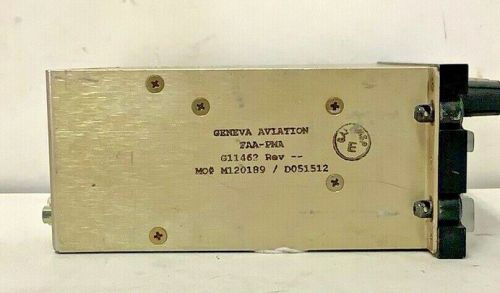 GENEVA AVIATION
FAA-PMA
G11462 Rev --
MO# M120189 / D051512
E